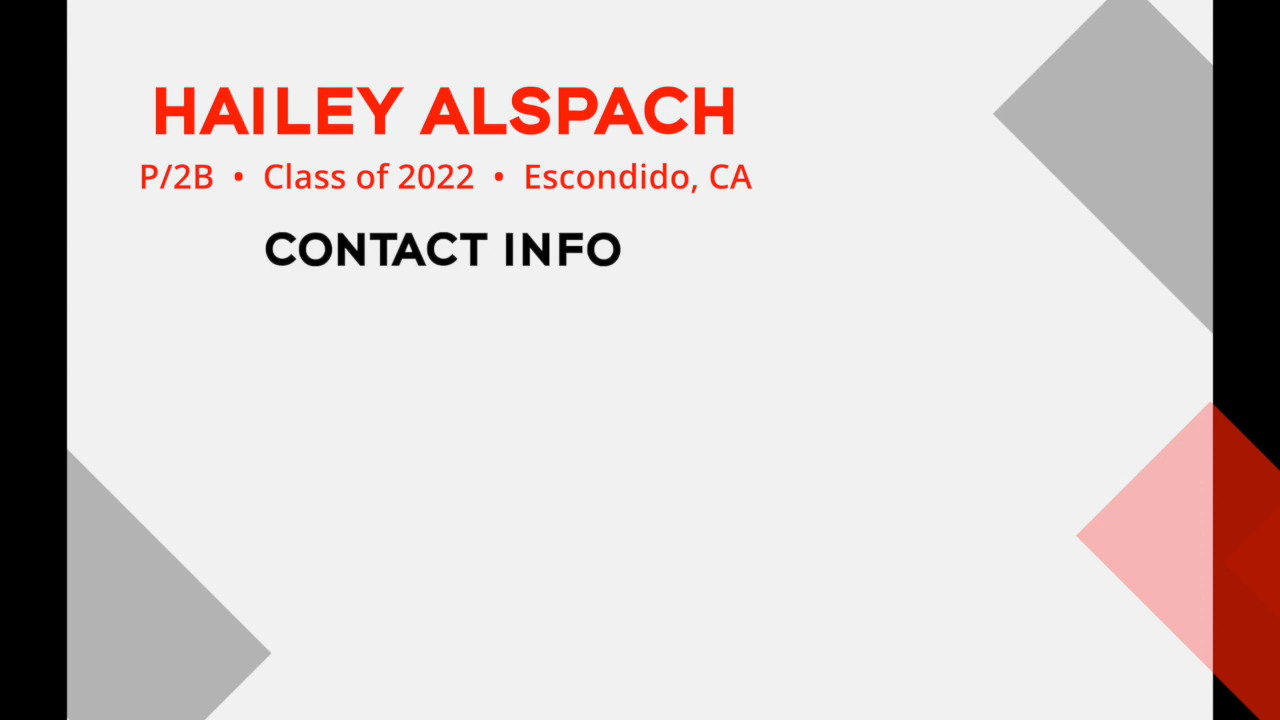 HAILEY ALSPACH
P/2B • Class of 2022 • Escondido, CA
CONTACT INFO